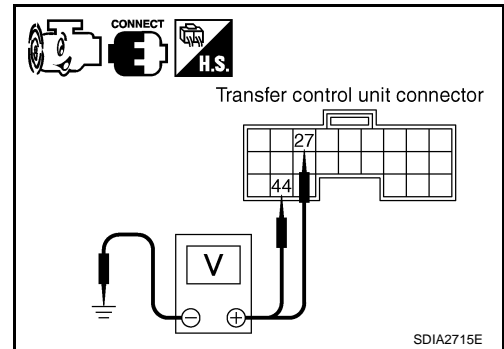 CONNECT
H.S.
Transfer control unit connector
27
44
V
⊖ ⊕
SDIA2715E